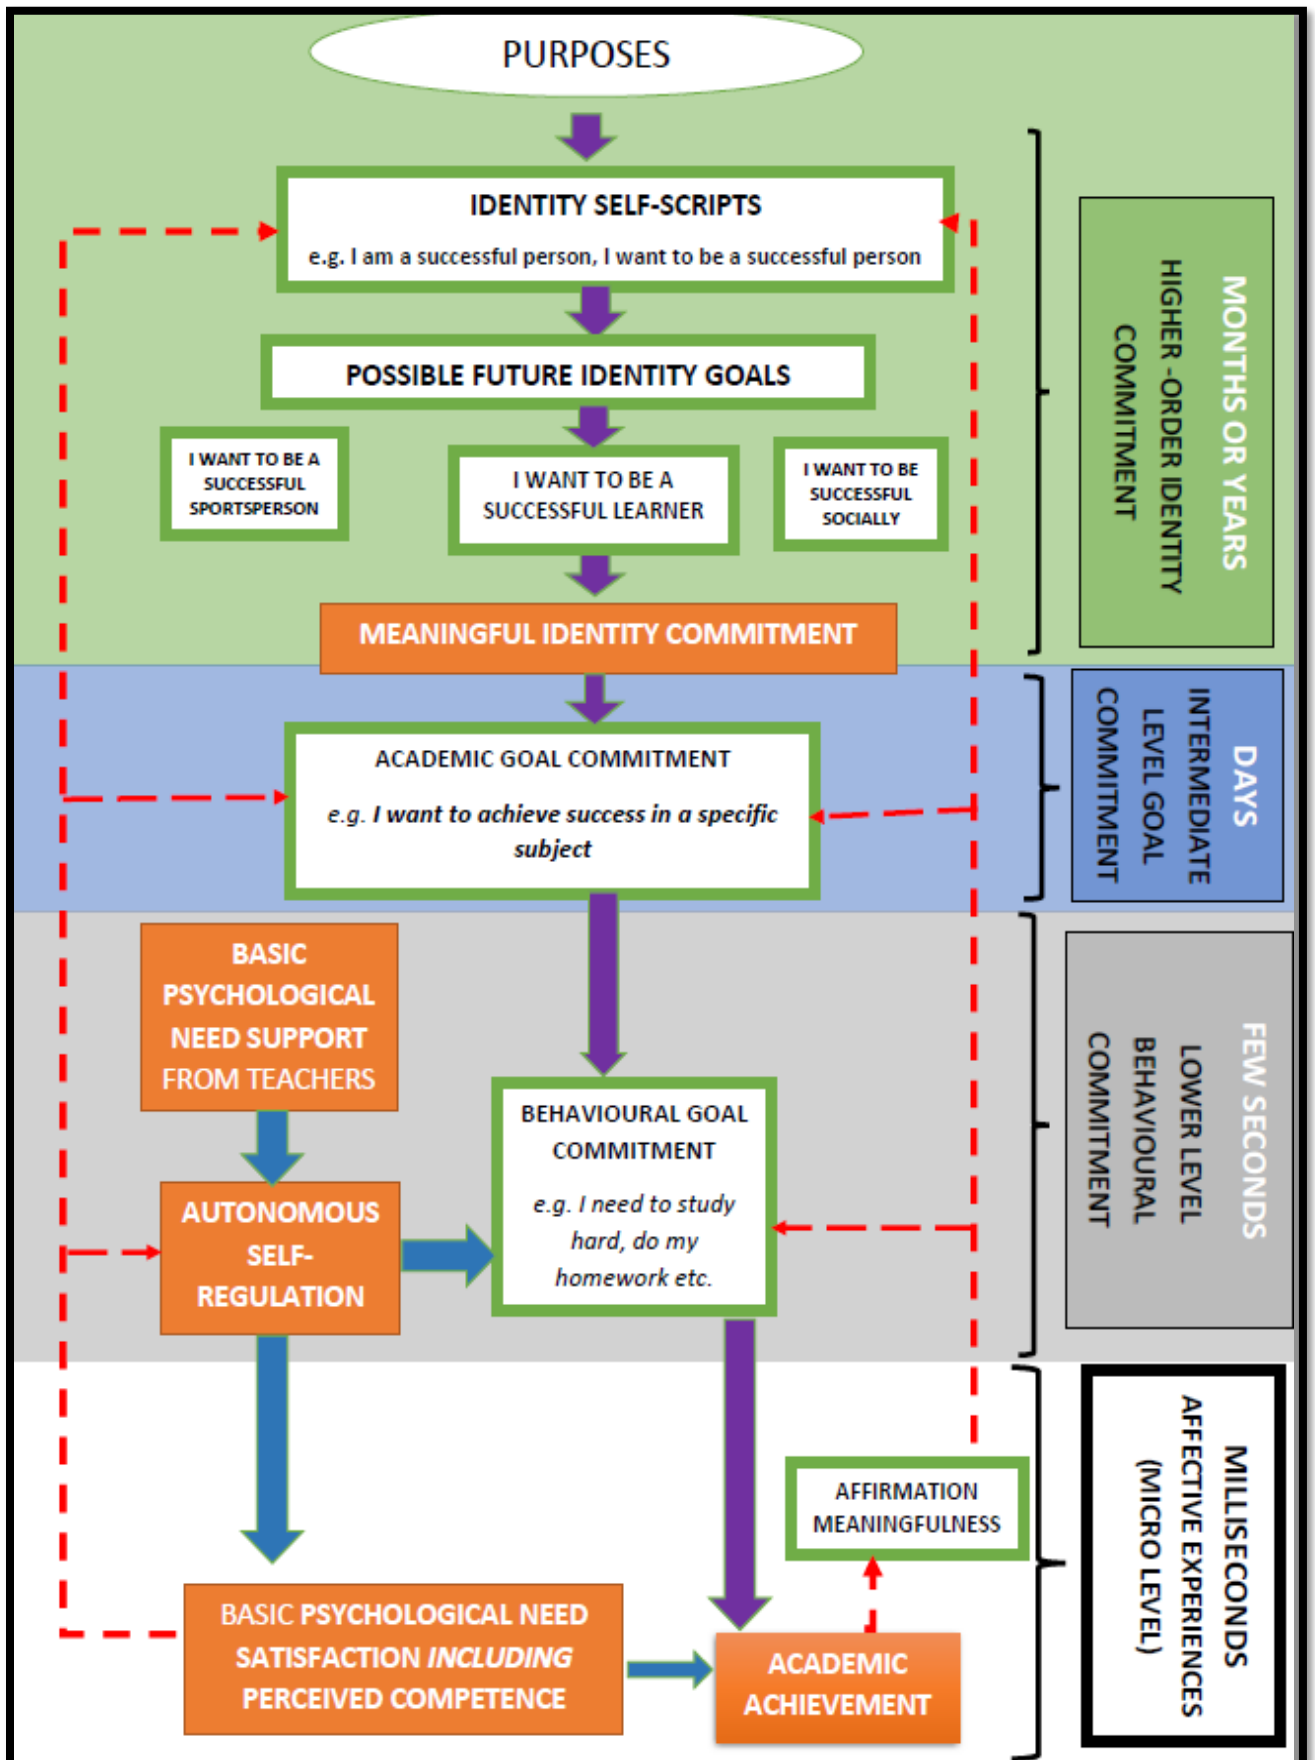 PURPOSES
IDENTITY SELF-SCRIPTS
e.g. I am a successful person, I want to be a successful person
POSSIBLE FUTURE IDENTITY GOALS
I WANT TO BE A
SUCCESSFUL
SPORTSPERSON
I WANT TO BE A
SUCCESSFUL LEARNER
I WANT TO BE
SUCCESSFUL
SOCIALLY
MEANINGFUL IDENTITY COMMITMENT
MONTHS OR YEARS
HIGHER -ORDER IDENTITY
COMMITMENT
ACADEMIC GOAL COMMITMENT
e.g. I want to achieve success in a specific
subject
DAYS
INTERMEDIATE
LEVEL GOAL
COMMITMENT
BASIC
PSYCHOLOGICAL
NEED SUPPORT
FROM TEACHERS
AUTONOMOUS
SELF-
REGULATION
BEHAVIOURAL GOAL
COMMITMENT
e.g. I need to study
hard, do my
homework etc.
FEW SECONDS
LOWER LEVEL
BEHAVIOURAL
COMMITMENT
AFFIRMATION
MEANINGFULNESS
BASIC PSYCHOLOGICAL NEED
SATISFACTION INCLUDING
PERCEIVED COMPETENCE
ACADEMIC
ACHIEVEMENT
MILLISECONDS
AFFECTIVE EXPERIENCES
(MICRO LEVEL)